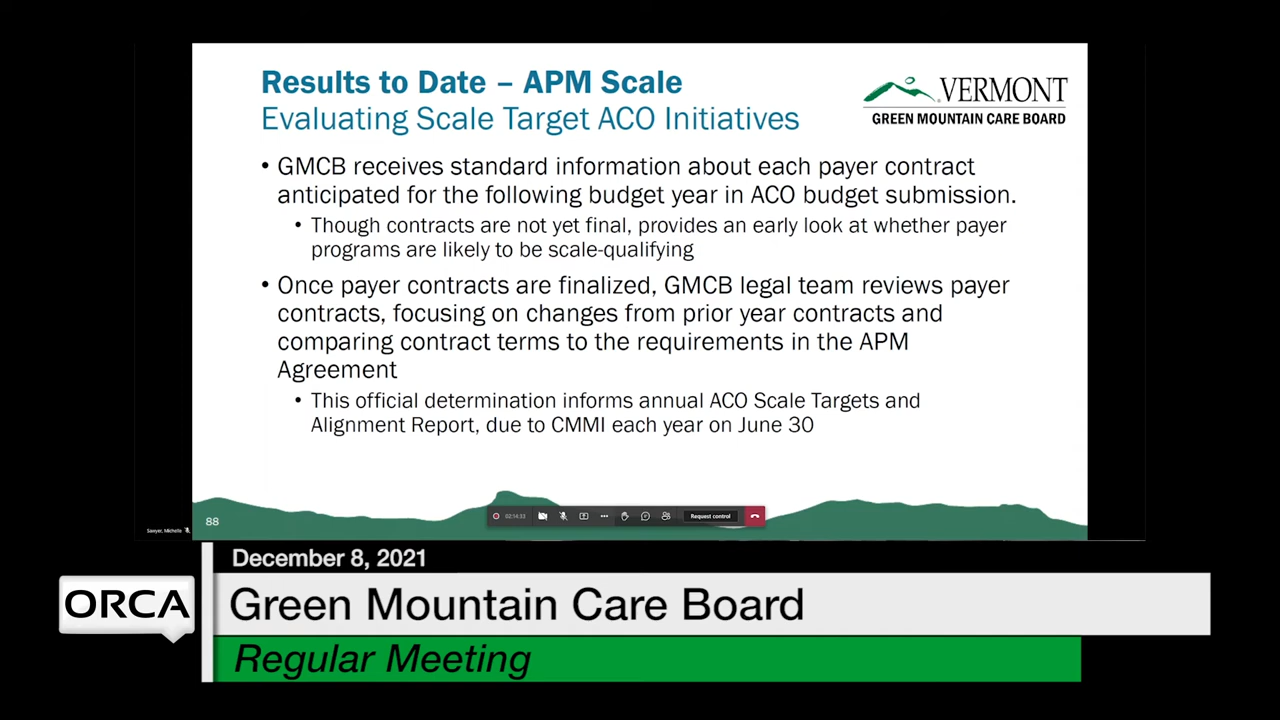 Results to Date – APM Scale
Evaluating Scale Target ACO Initiatives
VERMONT
GREEN MOUNTAIN CARE BOARD
• GMCB receives standard information about each payer contract
anticipated for the following budget year in ACO budget submission.
• Though contracts are not yet final, provides an early look at whether payer
programs are likely to be scale-qualifying
• Once payer contracts are finalized, GMCB legal team reviews payer
contracts, focusing on changes from prior year contracts and
comparing contract terms to the requirements in the APM
Agreement
• This official determination informs annual ACO Scale Targets and
Alignment Report, due to CMMI each year on June 30
88
Sawyer, Michelle
02:14:33
Request control
December 8, 2021
ORCA
Green Mountain Care Board
Regular Meeting